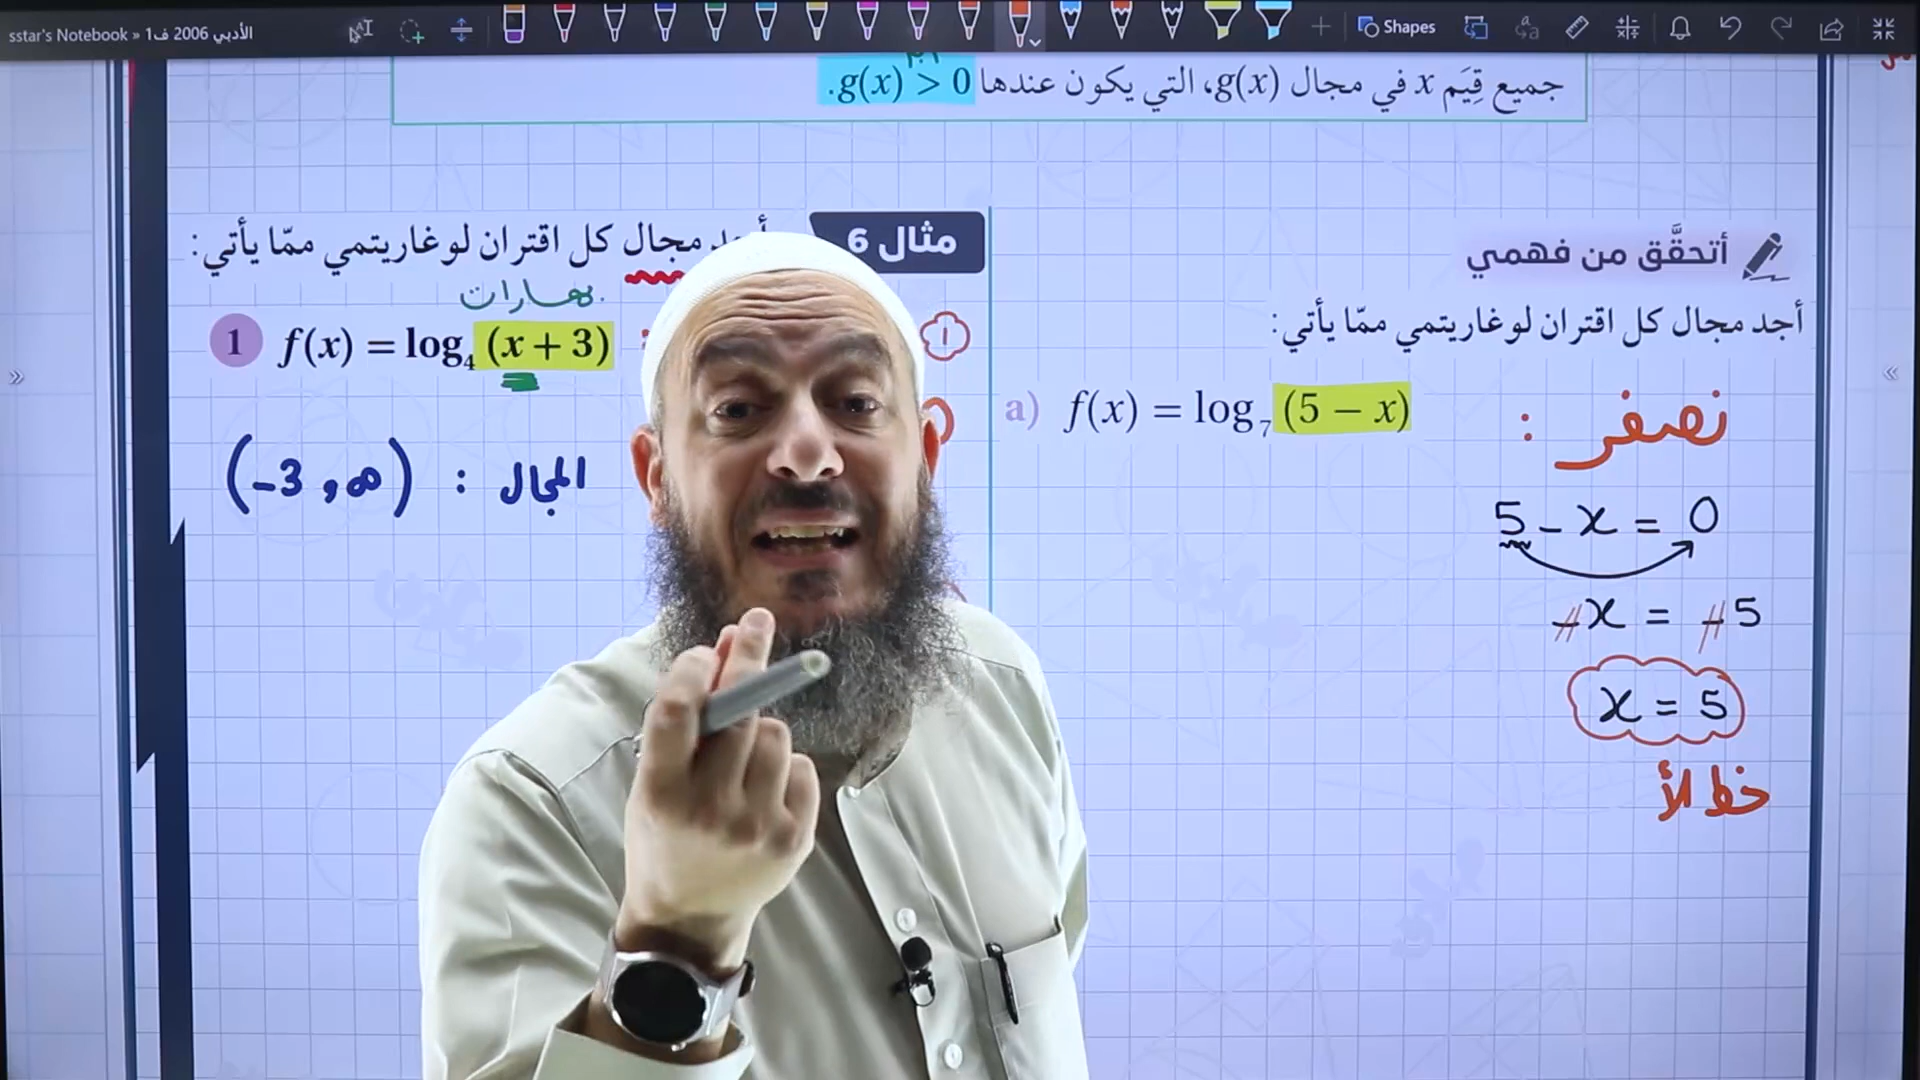 sstar's Notebook » الأدبي 2006 ف1
Shapes
جميع قِيَم x في مجال g(x)، التي يكون عندها g(x) > 0.
أتحقَّق من فهمي
أجد مجال كل اقتران لوغاريتمي ممّا يأتي:
a) f(x) = log₇ (5 − x)
نصفر :
5 - x = 0
-x = -5
x = 5
خط الأ
مثال 6
مجال كل اقتران لوغاريتمي ممّا يأتي:
بهارات
1 f(x) = log₄ (x + 3)
المجال : (-3 , ∞)